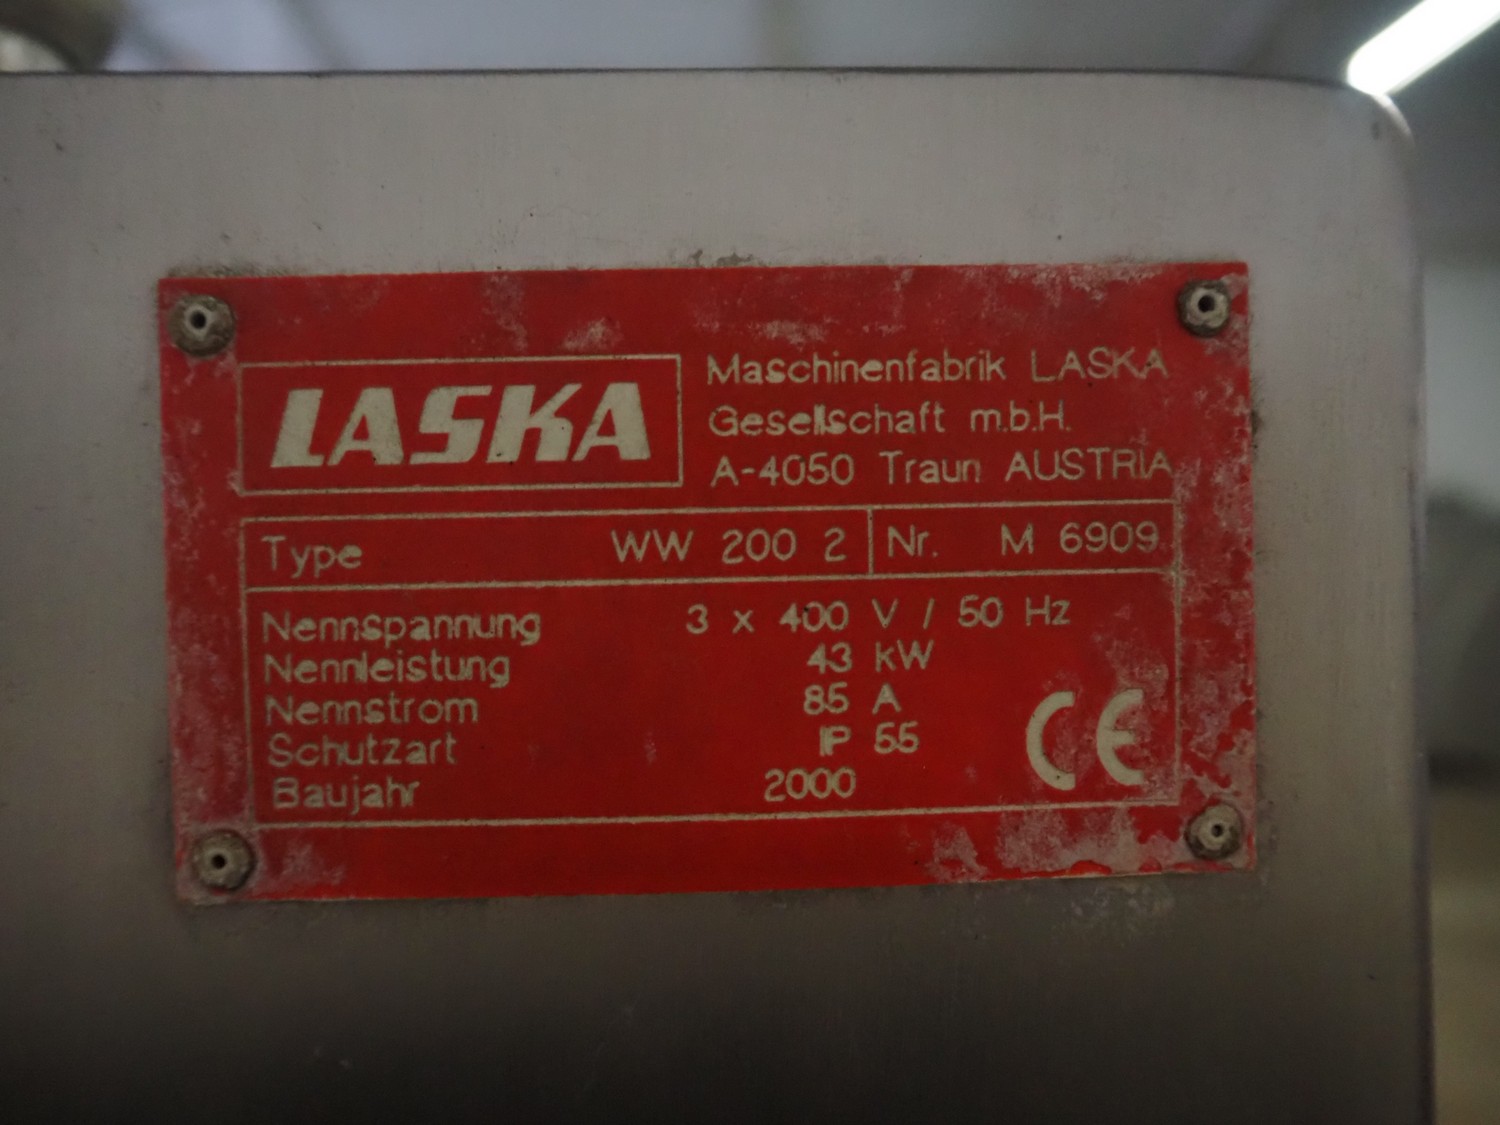 LASKA
Maschinenfabrik LASKA
Gesellschaft m.b.H.
A-4050 Traun AUSTRIA
Type WW 200 2 Nr. M 6909
Nennspannung 3 x 400 V / 50 Hz
Nennleistung 43 kW
Nennstrom 85 A
Schutzart IP 55
Baujahr 2000
CE